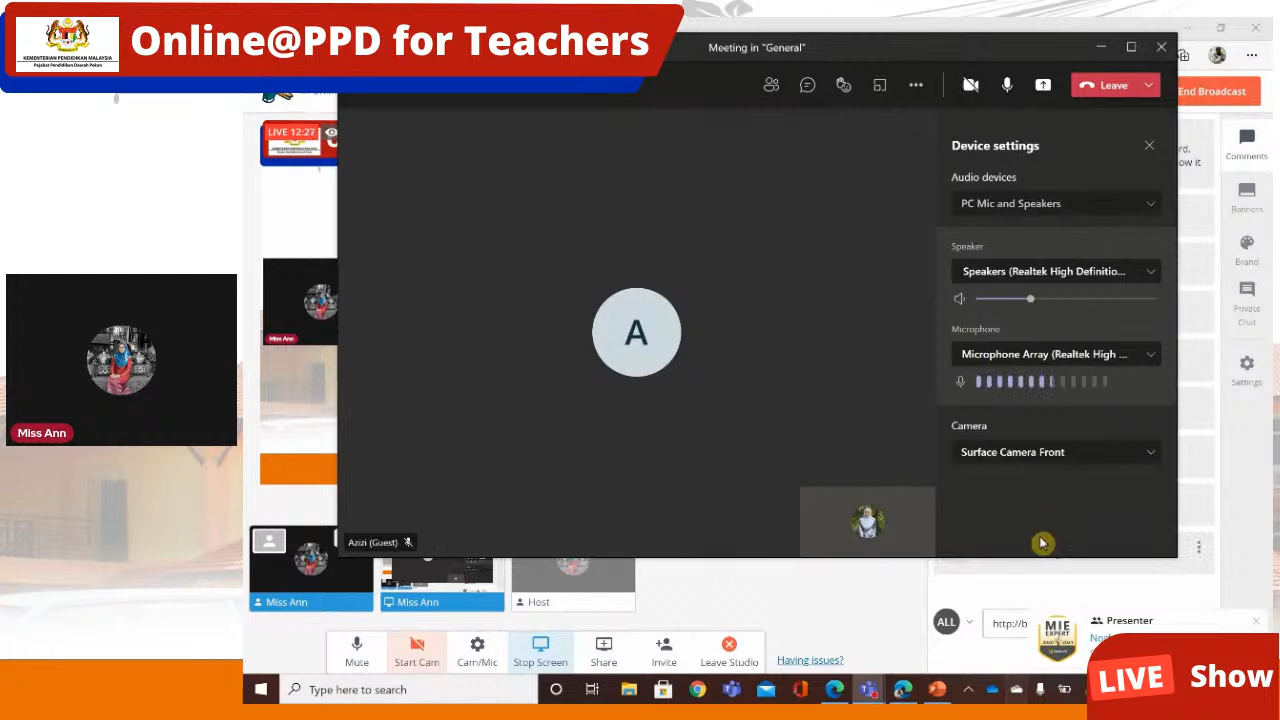 KEMENTERIAN PENDIDIKAN MALAYSIA
Pejabat Pendidikan Daerah Pekan
Online@PPD for Teachers
Meeting in "General"
Leave
End Broadcast
LIVE 12:27
Device settings
Audio devices
PC Mic and Speakers
Speaker
Speakers (Realtek High Definitio...
Microphone
Microphone Array (Realtek High ...
Camera
Surface Camera Front
rd,
ow it
Comments
Banners
Brand
Private
Chat
Settings
Miss Ann
Miss Ann
A
Azizi (Guest)
Miss Ann
Miss Ann
Host
ALL
http://b
MIE
EXPERT
Presenter
Mute
Start Cam
Cam/Mic
Stop Screen
Share
Invite
Leave Studio
Having issues?
Type here to search
LIVE Show